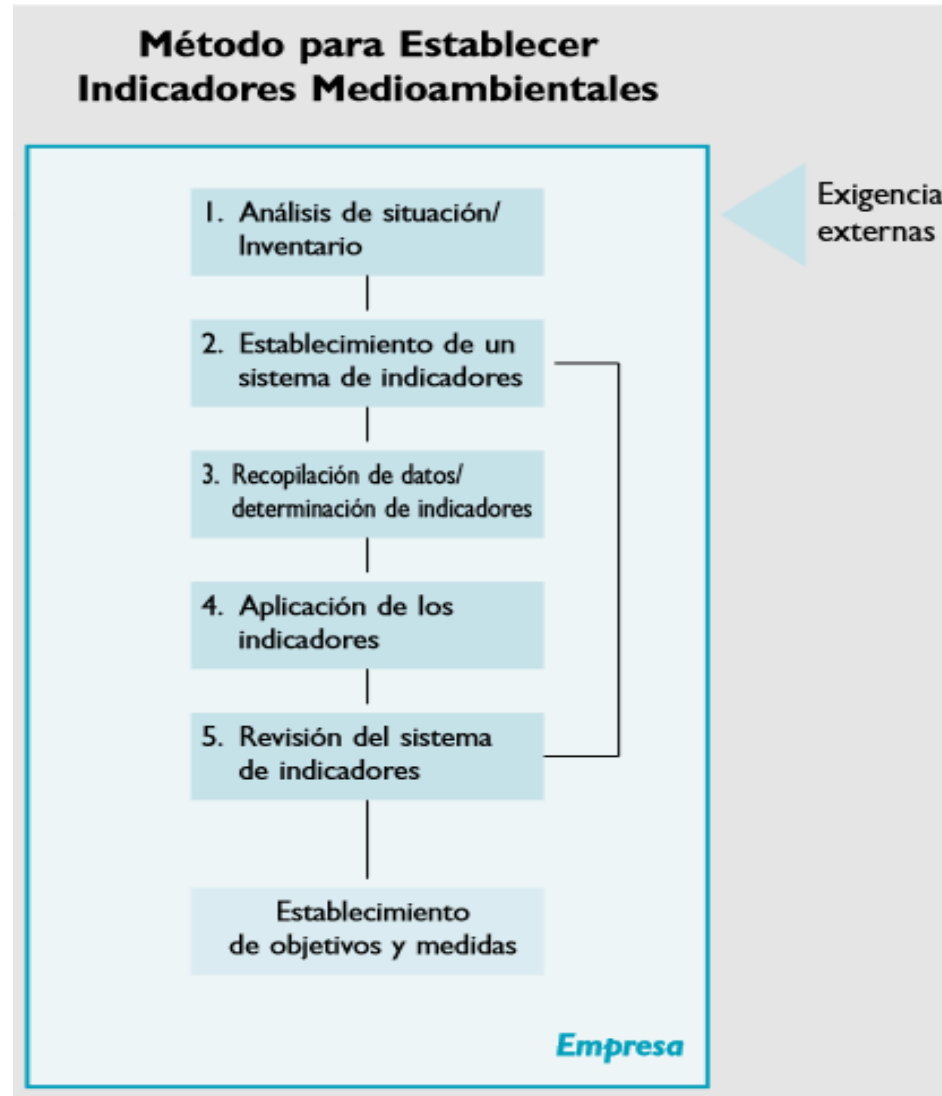 Método para Establecer
Indicadores Medioambientales
1. Análisis de situación/
Inventario
Exigencia
externas
2. Establecimiento de un
sistema de indicadores
3. Recopilación de datos/
determinación de indicadores
4. Aplicación de los
indicadores
5. Revisión del sistema
de indicadores
Establecimiento
de objetivos y medidas
Empresa